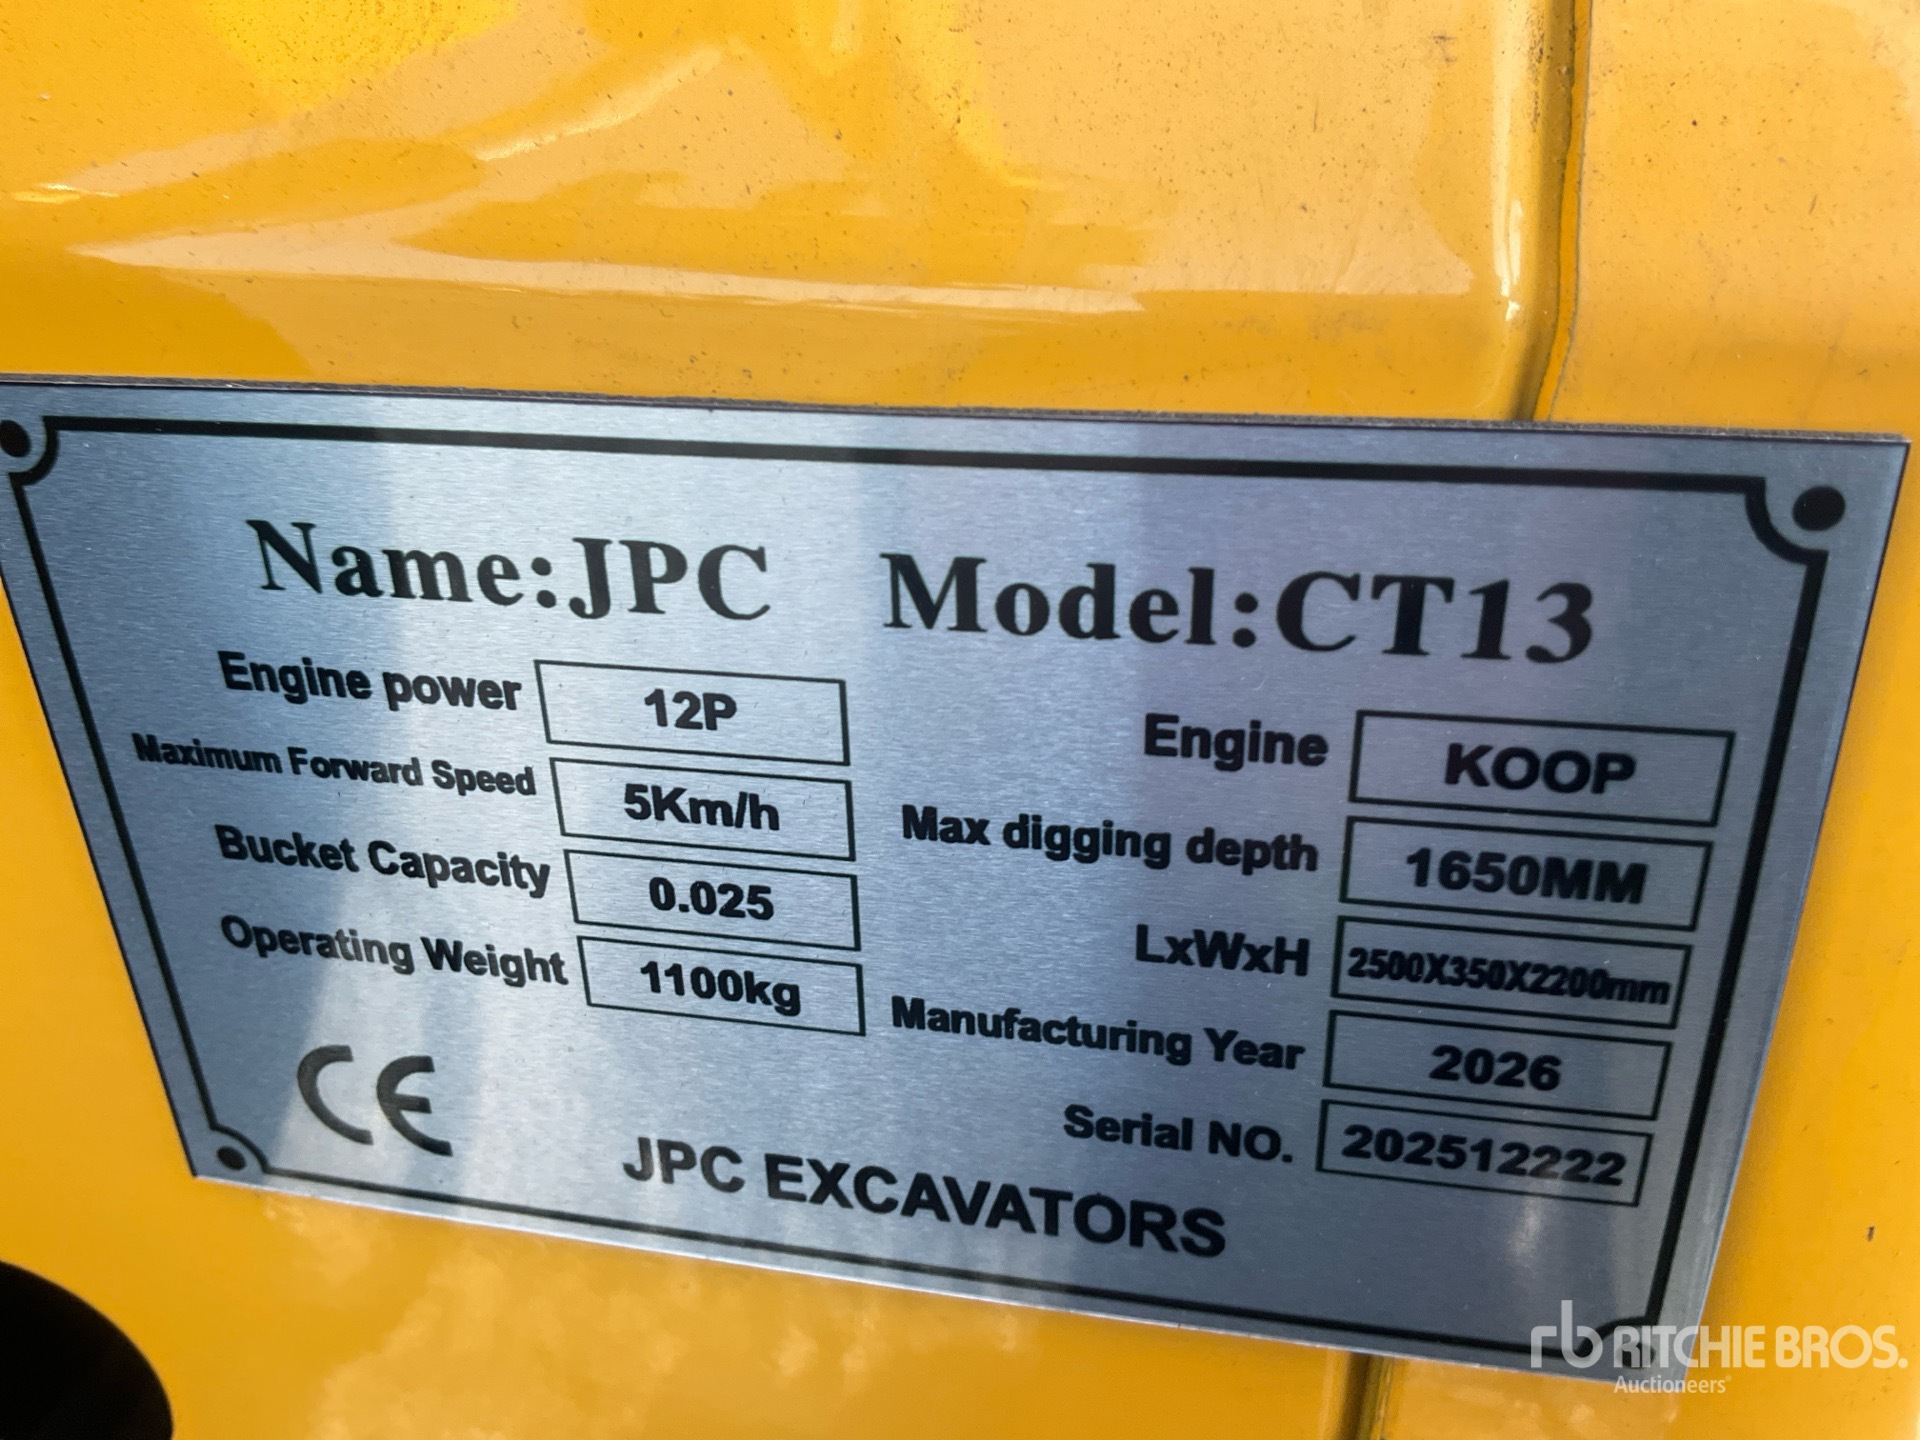 Name:JPC Model:CT13
Engine power 12P
Engine KOOP
Maximum Forward Speed 5Km/h
Max digging depth 1650MM
Bucket Capacity 0.025
LxWxH 2500X350X2200mm
Operating Weight 1100kg
Manufacturing Year 2026
Serial NO. 202512222
CE
JPC EXCAVATORS
rb RITCHIE BROS.
Auctioneers